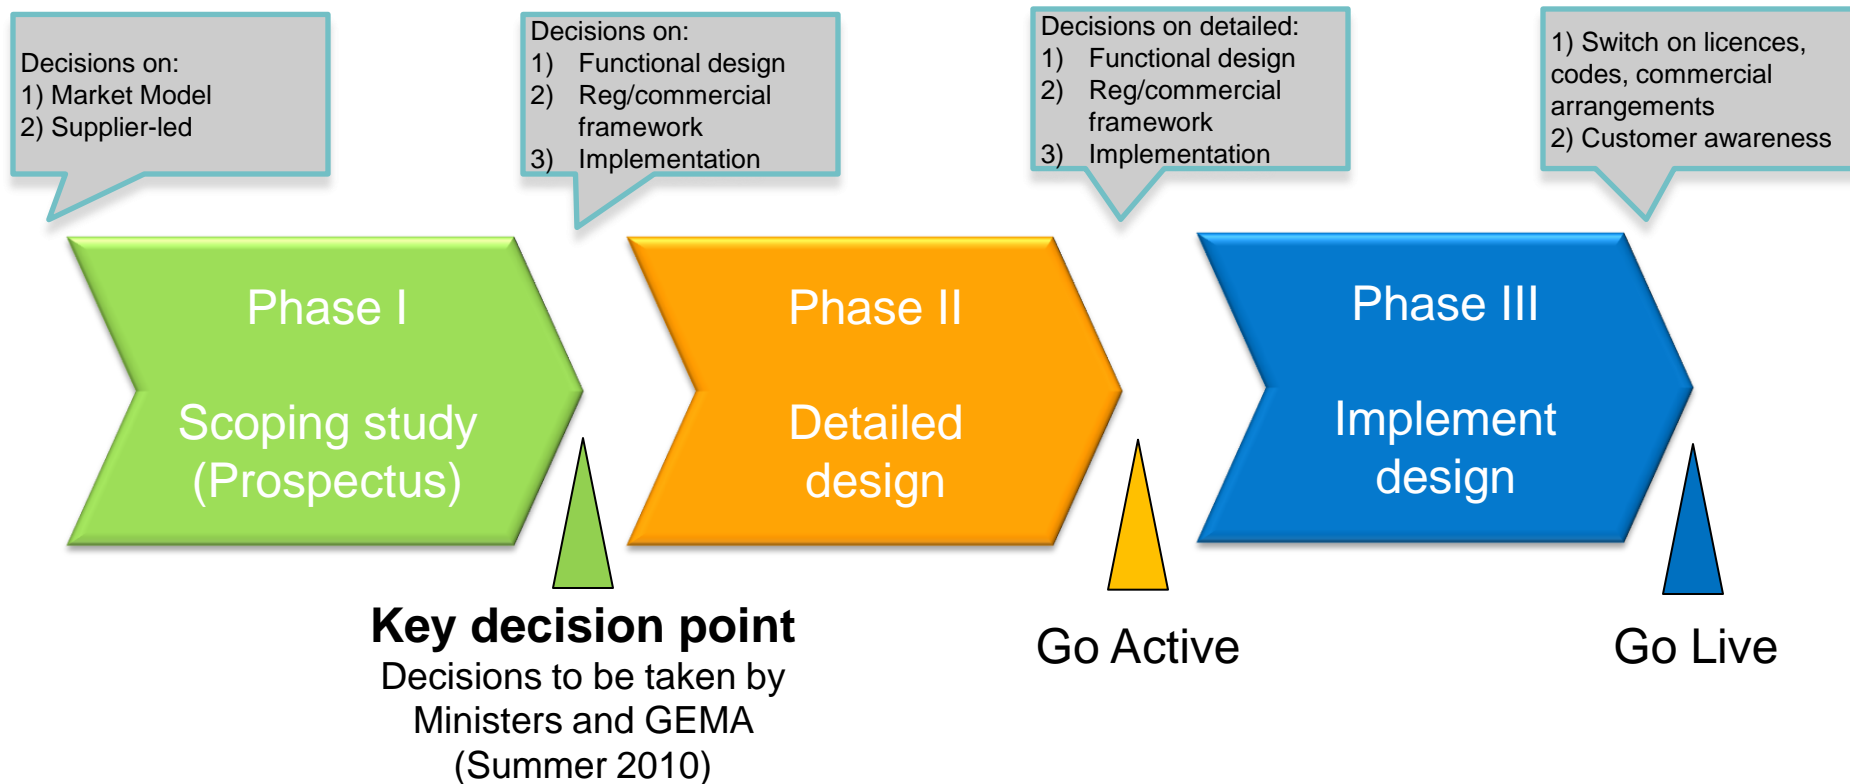 Decisions on:
1) Market Model
2) Supplier-led
Decisions on:
1) Functional design
2) Reg/commercial
framework
3) Implementation
Decisions on detailed:
1) Functional design
2) Reg/commercial
framework
3) Implementation
1) Switch on licences,
codes, commercial
arrangements
2) Customer awareness
Phase I
Scoping study
(Prospectus)
Phase II
Detailed
design
Phase III
Implement
design
Key decision point
Decisions to be taken by
Ministers and GEMA
(Summer 2010)
Go Active
Go Live